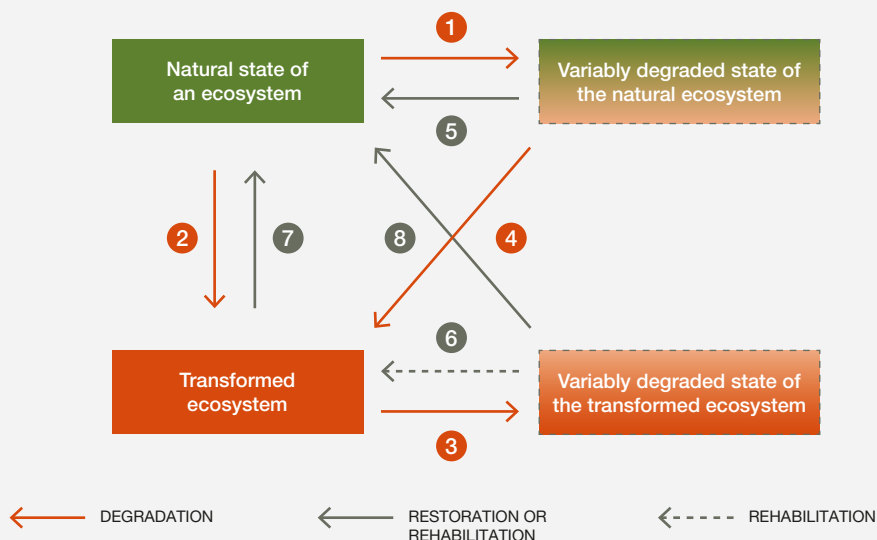 1
Natural state of
an ecosystem
Variably degraded state of
the natural ecosystem
5
2
7
8
4
6
Transformed
ecosystem
Variably degraded state of
the transformed ecosystem
3
DEGRADATION
RESTORATION OR
REHABILITATION
REHABILITATION